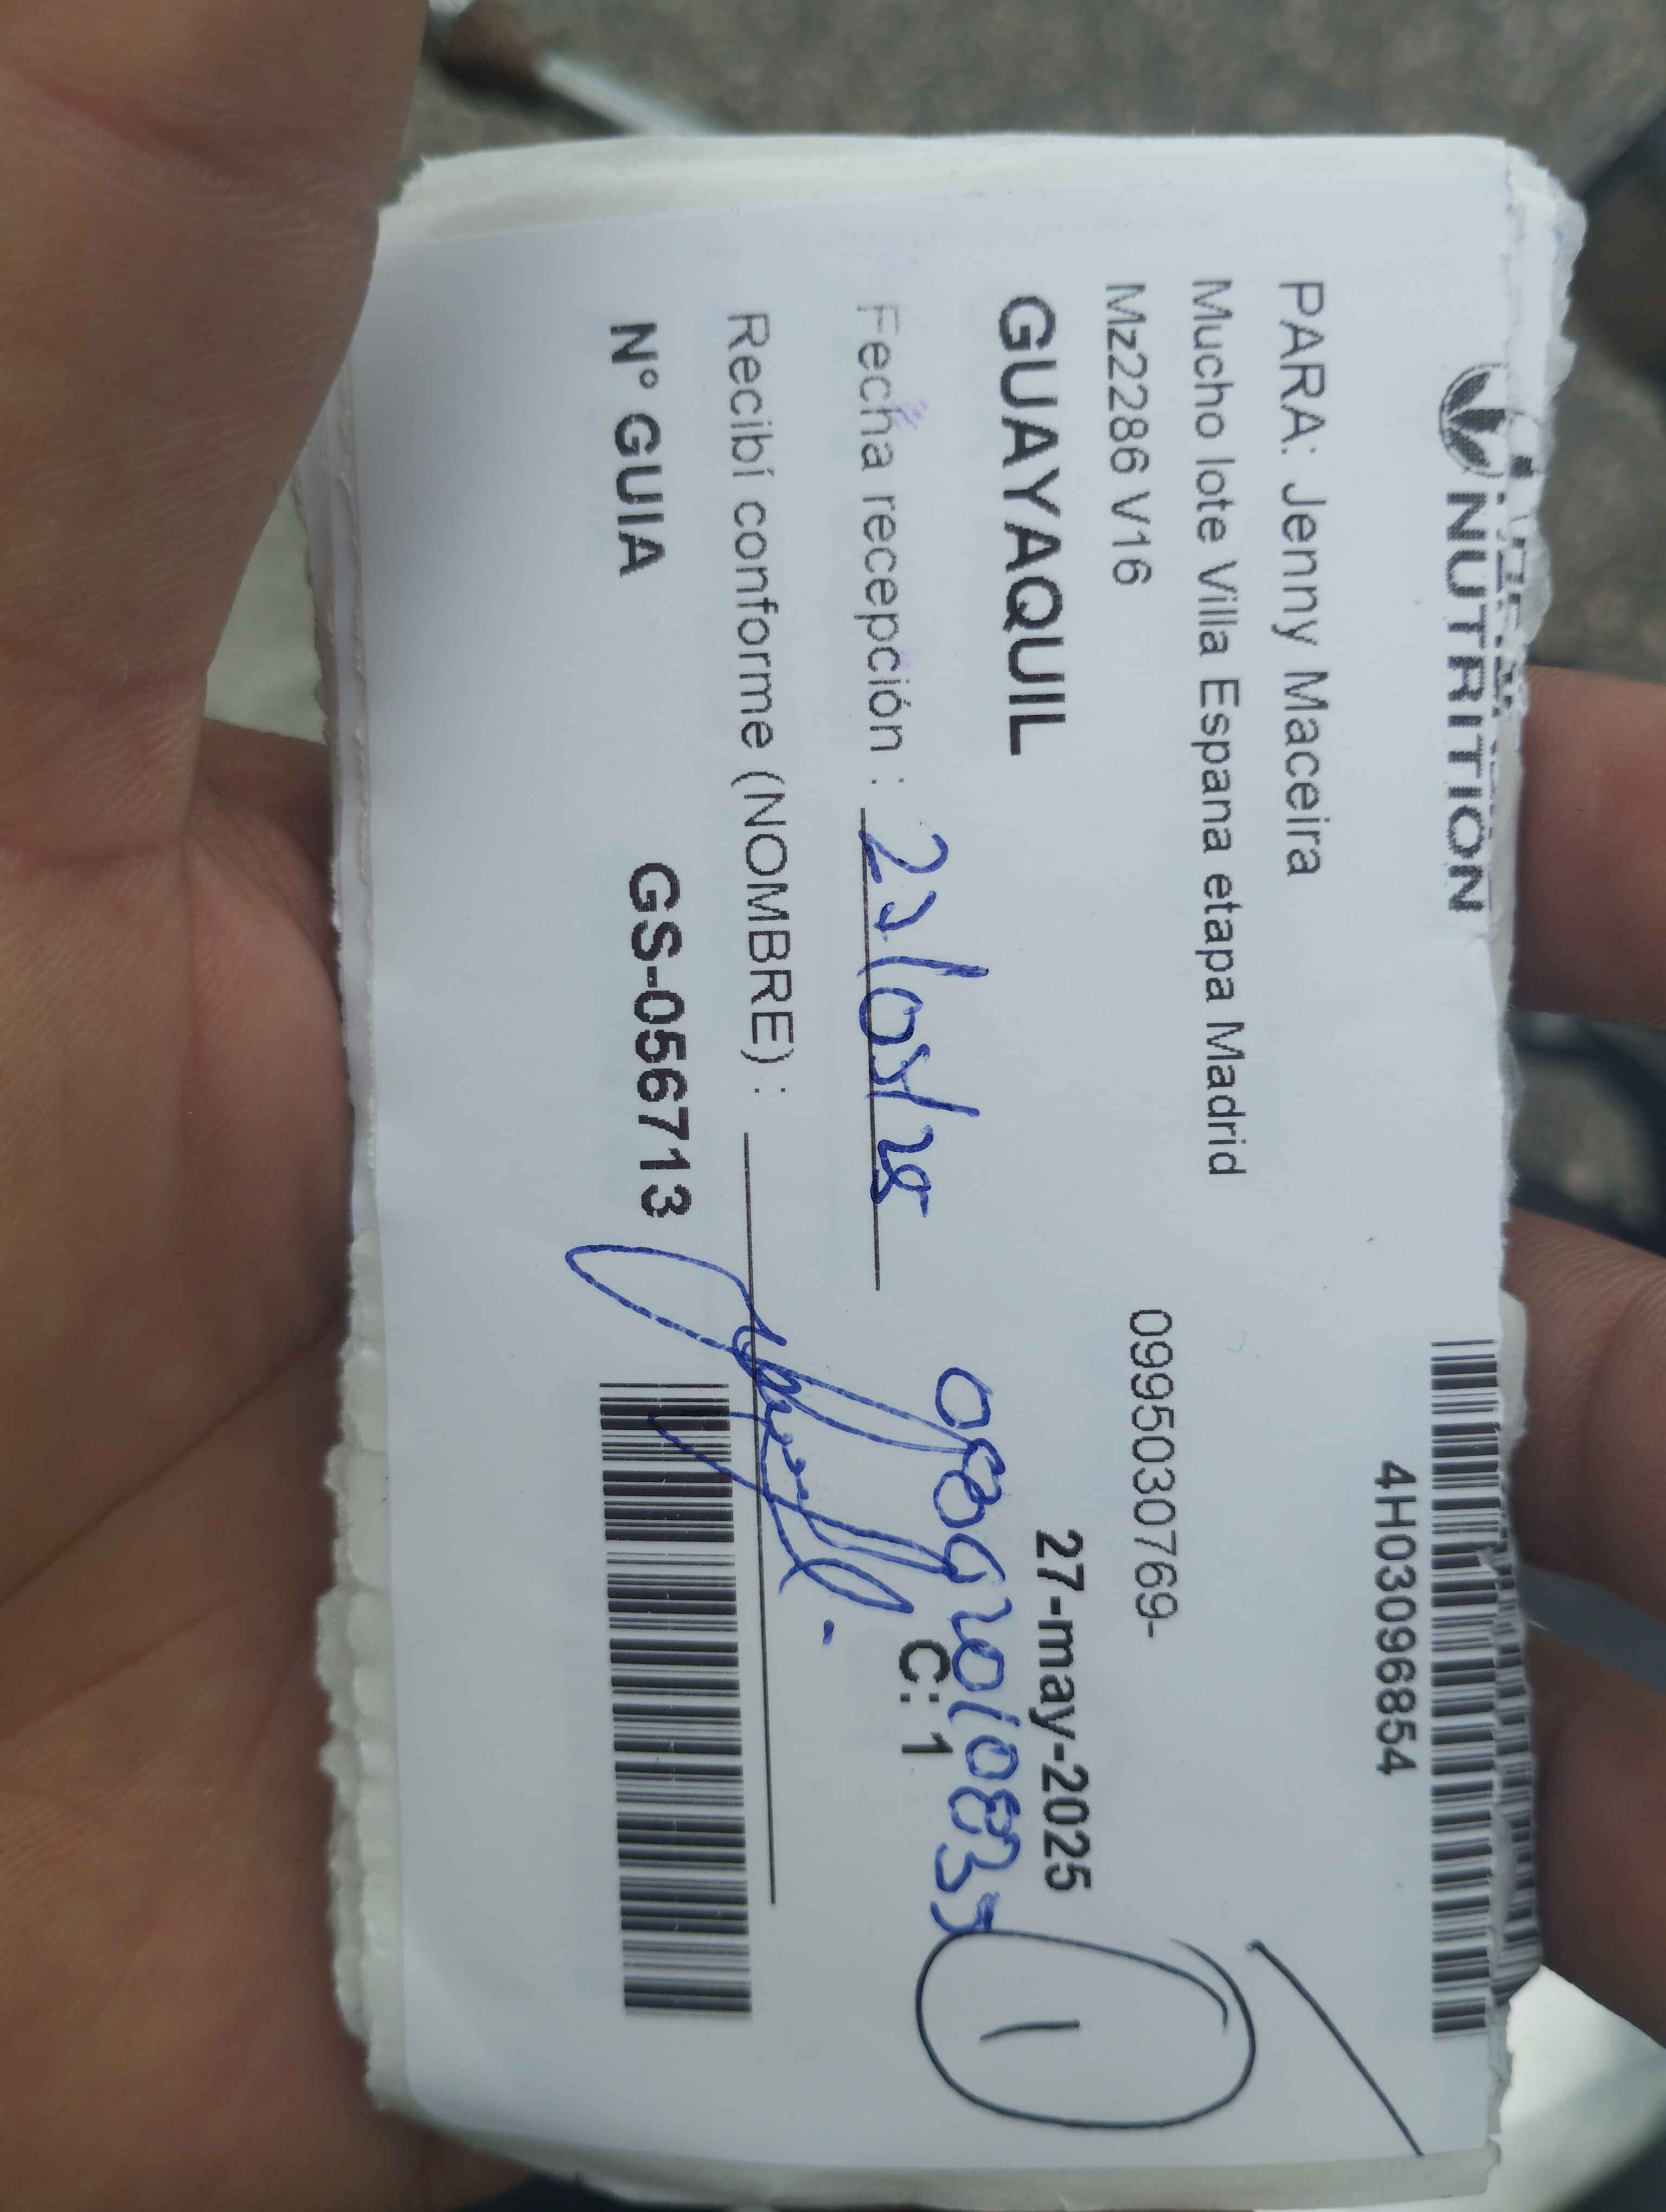 NUTRITION
4H03096854
PARA: Jenny Maceira
Mucho lote Villa Espana etapa Madrid
Mz2286 V16
0995030769-
GUAYAQUIL
27-may-2025
Fecha recepción :
C: 1
Recibí conforme (NOMBRE) :
N° GUIA GS-056713
1